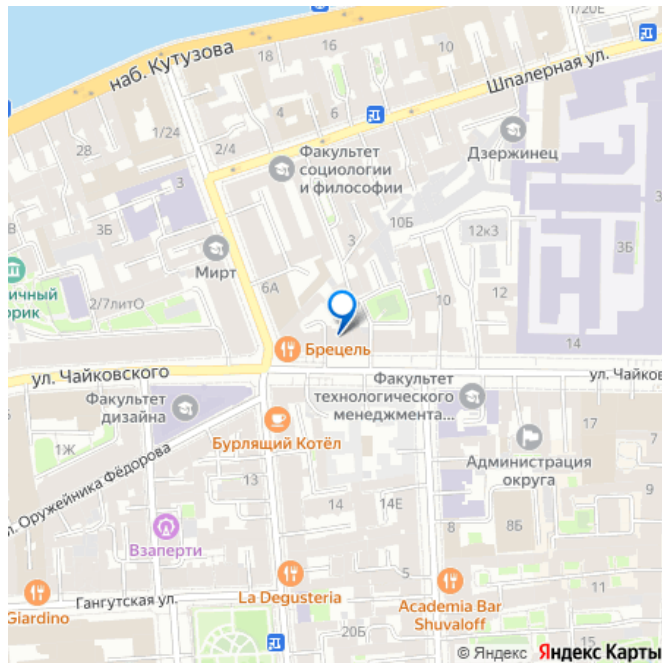 1/20Е
наб. Кутузова
18
16
10
Шпалерная ул.
4
6
1/24
2/4
28
Факультет
социологии
и философии
Дзержинец
3
10Б
3Б
3
12к3
3Б
Мирт
ичный
орик
2/7литО
6А
10
12
14
Брецель
ул. Чайковского
ул. Чайков
Факультет
технологического
менеджмента...
Факультет
дизайна
17
Бурлящий Котёл
1Ж
л. Оружейника Фёдорова
Администрация
округа
13
14
14Е
8
8Б
Взаперти
5
11
La Degusteria
Гангутская ул.
Giardino
Academia Bar
Shuvaloff
20Б
© Яндекс Яндекс Карты